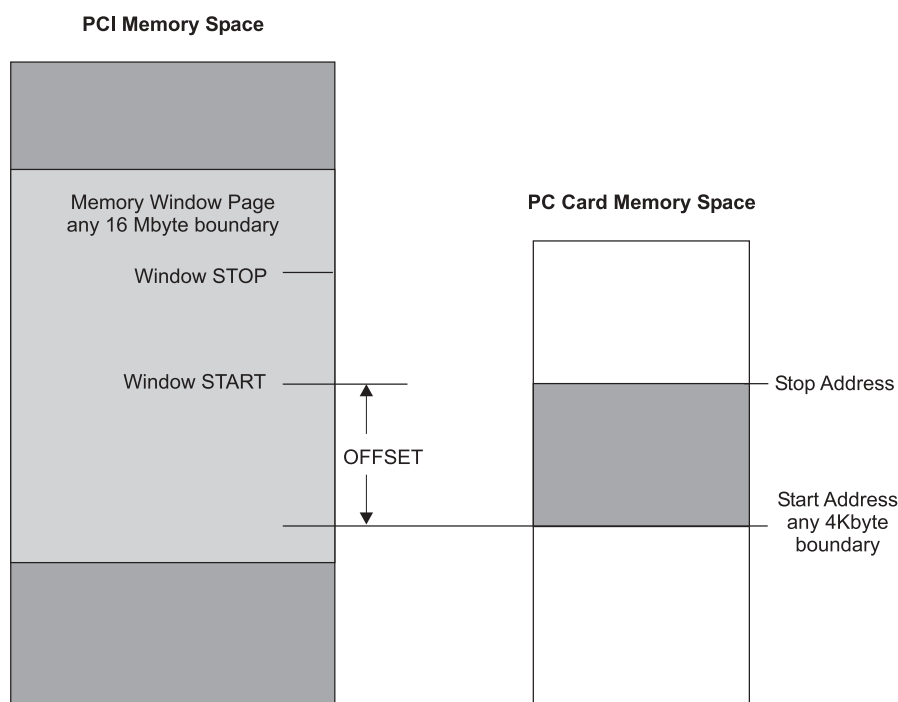 PCI Memory Space
Memory Window Page
any 16 Mbyte boundary
PC Card Memory Space
Window STOP
Window START
Stop Address
OFFSET
Start Address
any 4Kbyte
boundary